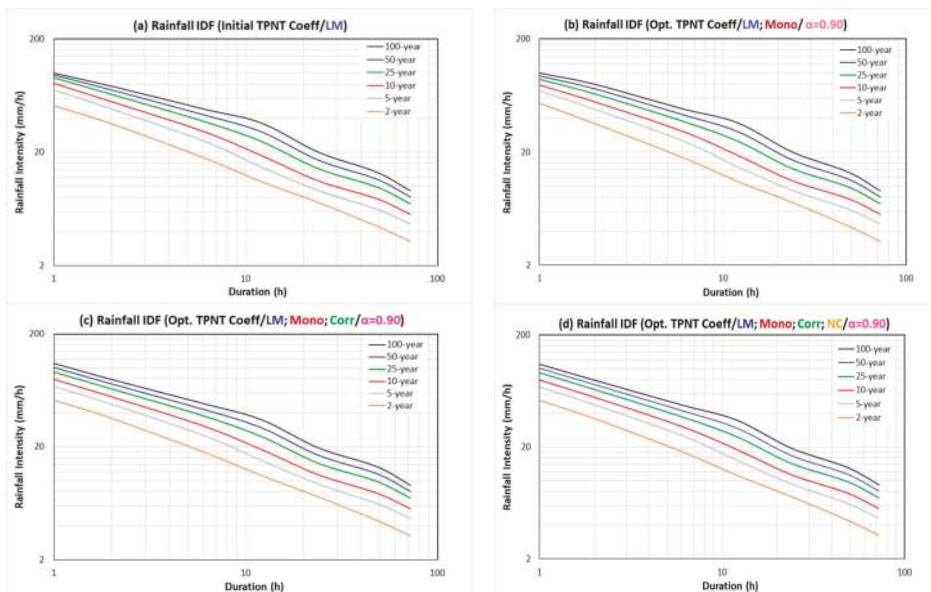 (a) Rainfall IDF (Initial TPNT Coeff/LM)
200
20
2
Rainfall Intensity (mm/h)
100-year
50-year
25-year
10-year
5-year
2-year
1
10
100
Duration (h)
(b) Rainfall IDF (Opt. TPNT Coeff/LM; Mono/ α=0.90)
200
20
2
Rainfall Intensity (mm/h)
100-year
50-year
25-year
10-year
5-year
2-year
1
10
100
Duration (h)
(c) Rainfall IDF (Opt. TPNT Coeff/LM; Mono; Corr/α=0.90)
200
20
2
Rainfall Intensity (mm/h)
100-year
50-year
25-year
10-year
5-year
2-year
1
10
100
Duration (h)
(d) Rainfall IDF (Opt. TPNT Coeff/LM; Mono; Corr; NC/α=0.90)
200
20
2
Rainfall Intensity (mm/h)
100-year
50-year
25-year
10-year
5-year
2-year
1
10
100
Duration (h)